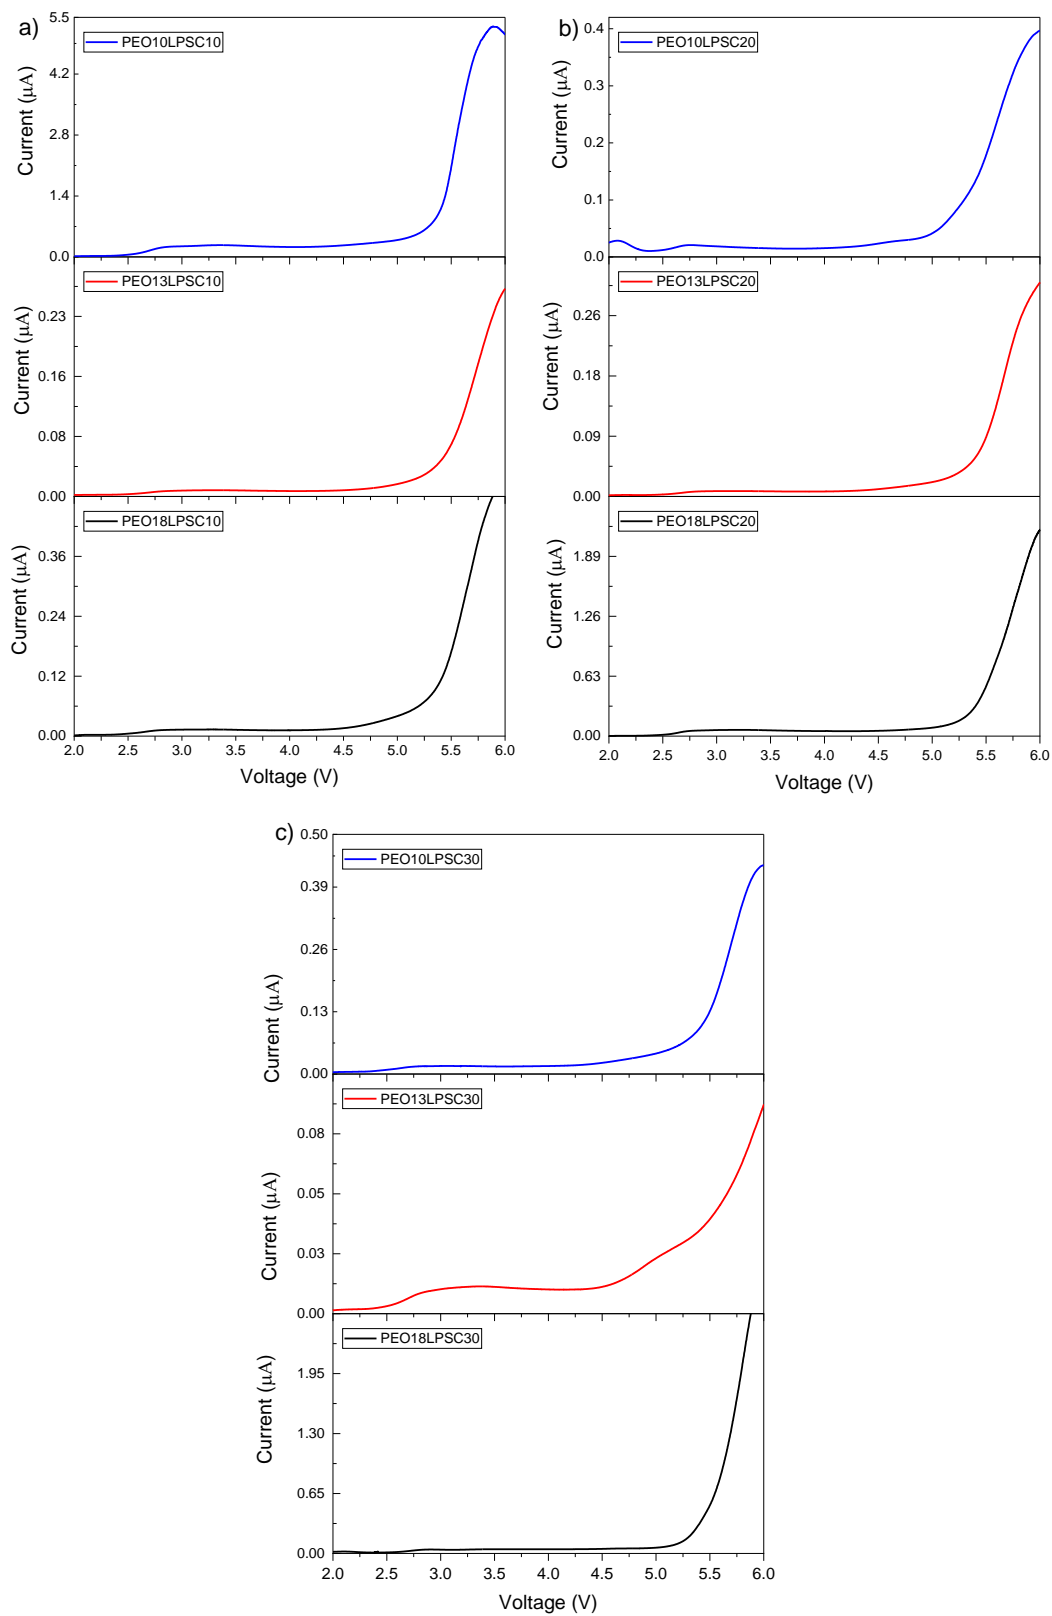 a)
5.5
PEO10LPSC10
4.2
2.8
1.4
0.0
Current (μA)
PEO13LPSC10
0.23
0.16
0.08
0.00
Current (μA)
PEO18LPSC10
0.36
0.24
0.12
0.00
Current (μA)
2.0 2.5 3.0 3.5 4.0 4.5 5.0 5.5 6.0
Voltage (V)
b)
0.4
PEO10LPSC20
0.3
0.2
0.1
0.0
Current (μA)
PEO13LPSC20
0.26
0.18
0.09
0.00
Current (μA)
PEO18LPSC20
1.89
1.26
0.63
0.00
Current (μA)
2.0 2.5 3.0 3.5 4.0 4.5 5.0 5.5 6.0
Voltage (V)
c)
0.50
PEO10LPSC30
0.39
0.26
0.13
0.00
Current (μA)
PEO13LPSC30
0.08
0.05
0.03
0.00
Current (μA)
PEO18LPSC30
1.95
1.30
0.65
0.00
Current (μA)
2.0 2.5 3.0 3.5 4.0 4.5 5.0 5.5 6.0
Voltage (V)